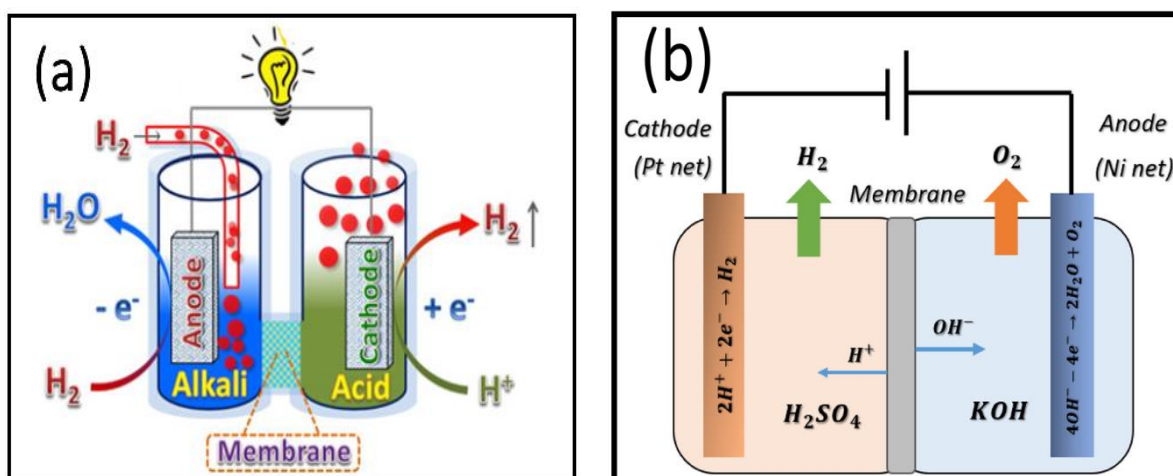 (a)
H₂
H₂O
Anode
- e⁻
H₂
Alkali
H₂↑
Cathode
+ e⁻
H⁺
Acid
Membrane
(b)
Cathode
(Pt net)
H₂
Membrane
O₂
Anode
(Ni net)
2H⁺ + 2e⁻ → H₂
H⁺
OH⁻
H₂SO₄
KOH
4OH⁻ − 4e⁻ → 2H₂O + O₂